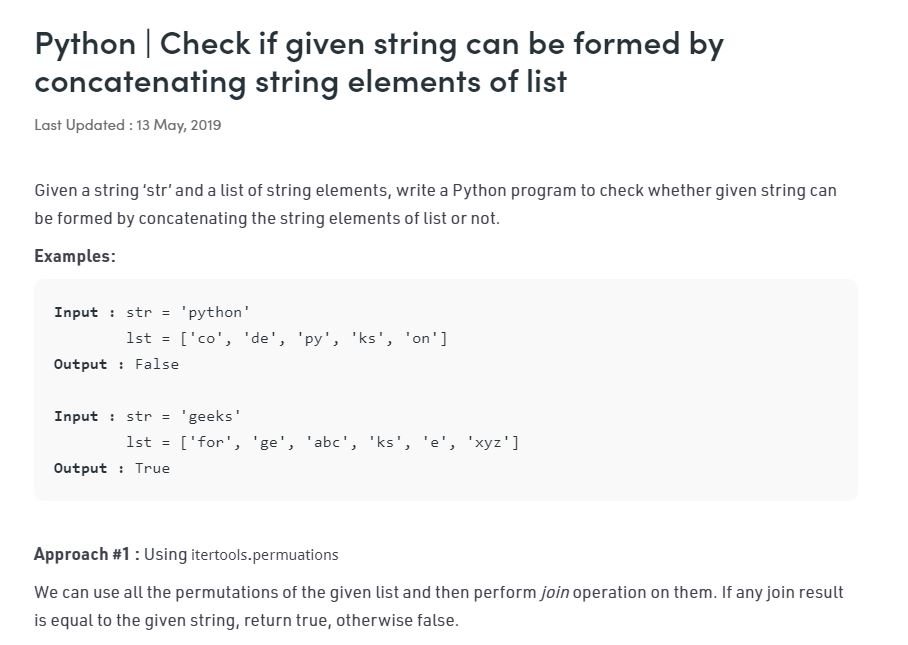 Python | Check if given string can be formed by
concatenating string elements of list
Last Updated : 13 May, 2019
Given a string ‘str’ and a list of string elements, write a Python program to check whether given string can
be formed by concatenating the string elements of list or not.
Examples:
Input : str = 'python'
lst = ['co', 'de', 'py', 'ks', 'on']
Output : False
Input : str = 'geeks'
lst = ['for', 'ge', 'abc', 'ks', 'e', 'xyz']
Output : True
Approach #1 : Using itertools.permuations
We can use all the permutations of the given list and then perform join operation on them. If any join result
is equal to the given string, return true, otherwise false.